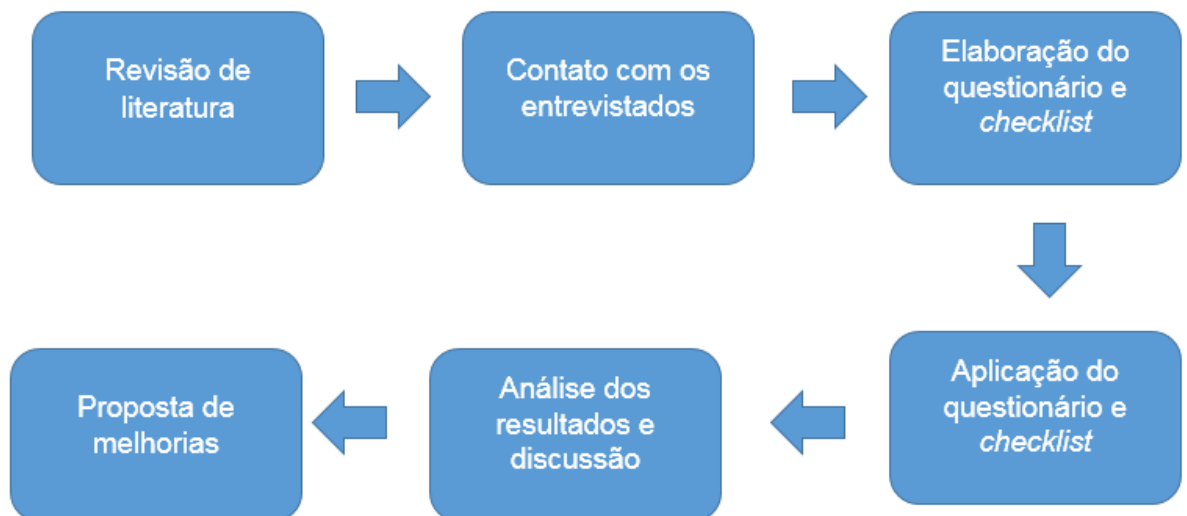 Revisão de
literatura
Contato com os
entrevistados
Elaboração do
questionário e
checklist
Aplicação do
questionário e
checklist
Análise dos
resultados e
discussão
Proposta de
melhorias